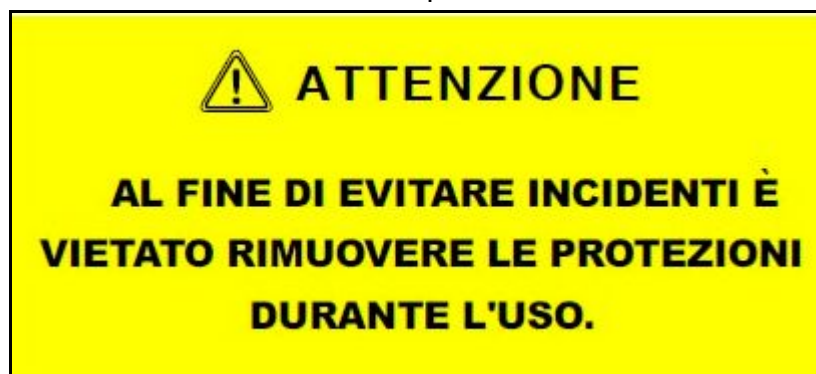 ATTENZIONE
AL FINE DI EVITARE INCIDENTI È
VIETATO RIMUOVERE LE PROTEZIONI
DURANTE L'USO.